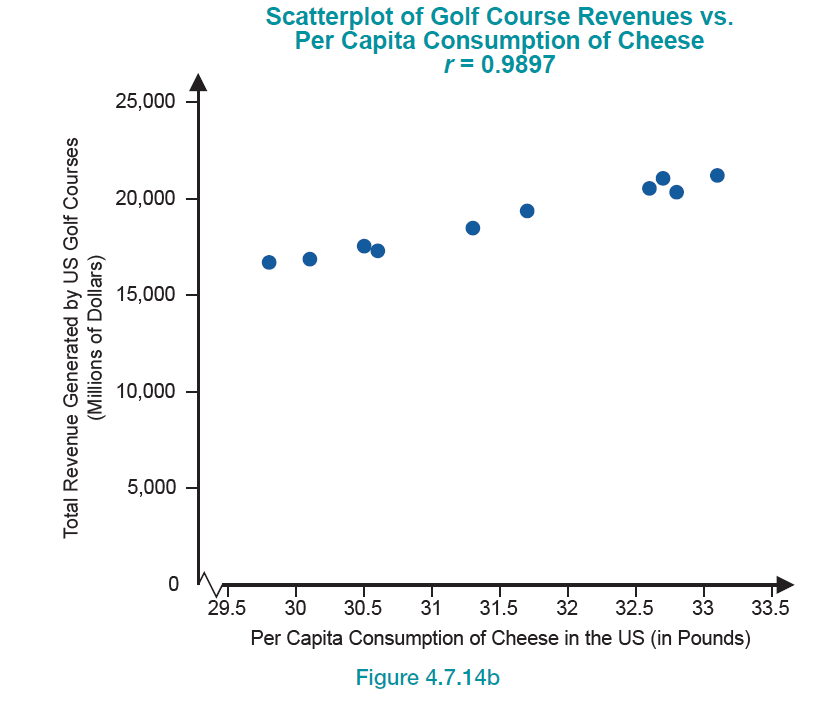 Scatterplot of Golf Course Revenues vs.
Per Capita Consumption of Cheese
r = 0.9897
Total Revenue Generated by US Golf Courses
(Millions of Dollars)
25,000
20,000
15,000
10,000
5,000
0
29.5 30 30.5 31 31.5 32 32.5 33 33.5
Per Capita Consumption of Cheese in the US (in Pounds)
Figure 4.7.14b